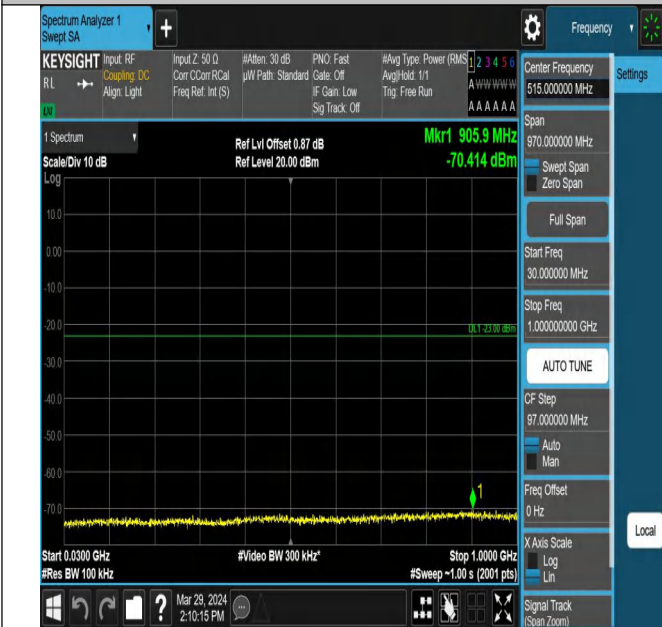 Spectrum Analyzer 1
Swept SA
+
Frequency
KEYSIGHT
RL
LXI
Input: RF
Coupling: DC
Align: Light
Input Z: 50 Ω
Corr CCorr RCal
Freq Ref: Int (S)
#Atten: 30 dB
µW Path: Standard
PNO: Fast
Gate: Off
IF Gain: Low
Sig Track: Off
#Avg Type: Power (RMS
Avg|Hold: 1/1
Trig: Free Run
1 2 3 4 5 6
A W W W W W
A A A A A A
1 Spectrum
Scale/Div 10 dB
Log
Ref Lvl Offset 0.87 dB
Ref Level 20.00 dBm
Mkr1 905.9 MHz
-70.414 dBm
10.0
0.00
-10.0
-20.0
DL1 -23.00 dBm
-30.0
-40.0
-50.0
-60.0
1
-70.0
Start 0.0300 GHz
#Res BW 100 kHz
#Video BW 300 kHz*
Stop 1.0000 GHz
#Sweep ~1.00 s (2001 pts)
?
Mar 29, 2024
2:10:15 PM
Center Frequency
515.000000 MHz
Settings
Span
970.000000 MHz
Swept Span
Zero Span
Full Span
Start Freq
30.000000 MHz
Stop Freq
1.000000000 GHz
AUTO TUNE
CF Step
97.000000 MHz
Auto
Man
Freq Offset
0 Hz
X Axis Scale
Log
Lin
Local
Signal Track
(Span Zoom)